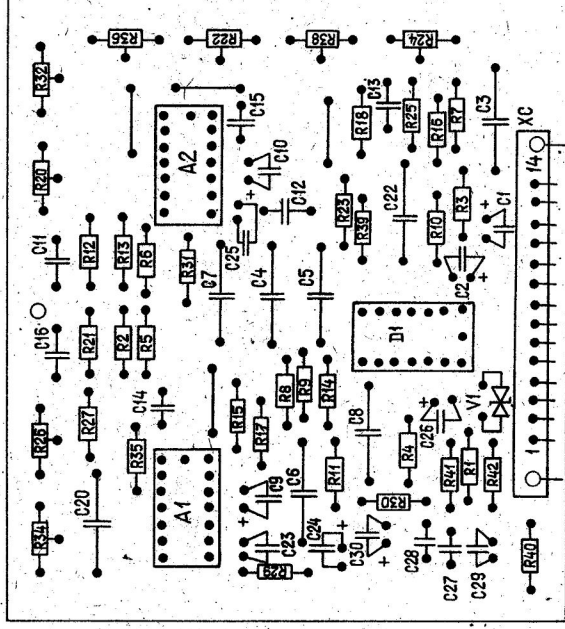 R36
R22
R38
R24
R32
C15
C13
R18
R25
R16
R7
C3
XC
A2
C10
14
R20
C12
C11
R12
R13
R6
R31
C25
C7
C4
C5
R23
R39
C22
R10
R3
C1
C2
C16
R21
R2
R5
D1
R26
R27
R35
C14
R15
R17
R8
R9
R14
C8
R4
C26
V1
R34
C20
A1
C9
C6
R11
R30
R41
R1
R42
1
C23
C24
C30
C28
C27
C29
R29
R40